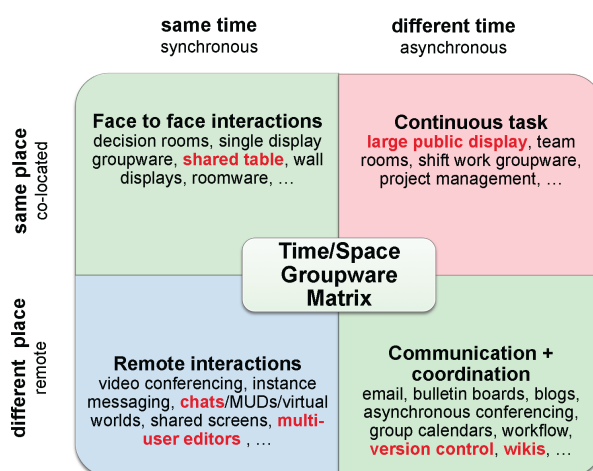 same time
synchronous
different time
asynchronous
same place
co-located
Face to face interactions
decision rooms, single display
groupware, shared table, wall
displays, roomware, …
Continuous task
large public display, team
rooms, shift work groupware,
project management, …
Time/Space
Groupware
Matrix
different  place
remote
Remote interactions
video conferencing, instance
messaging, chats/MUDs/virtual
worlds, shared screens, multi-
user editors , …
Communication +
coordination
email, bulletin boards, blogs,
asynchronous conferencing,
group calendars, workflow,
version control, wikis, …